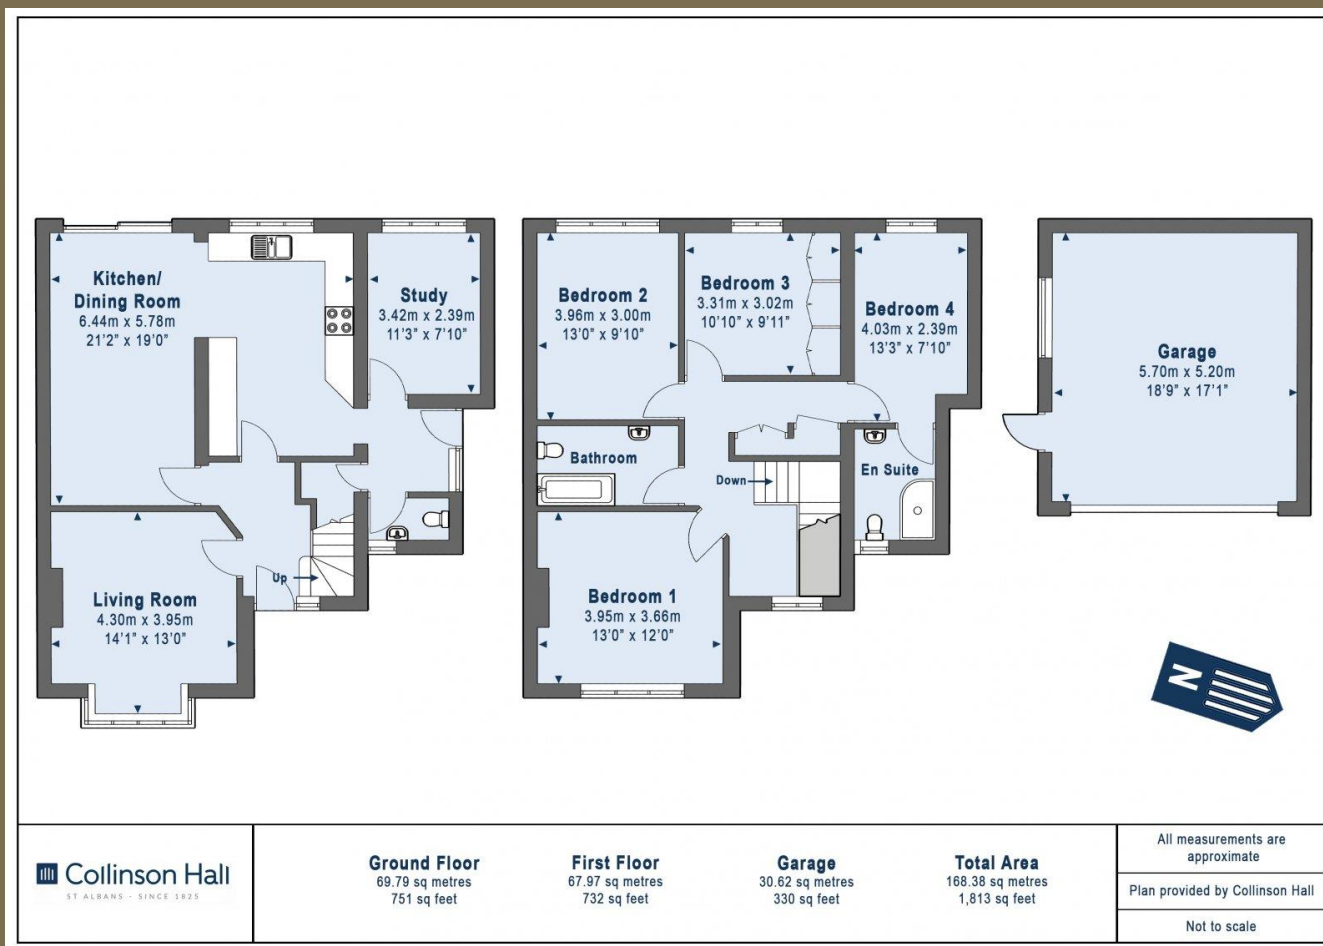 Kitchen/
Dining Room
6.44m x 5.78m
21'2" x 19'0"
Study
3.42m x 2.39m
11'3" x 7'10"
Living Room
4.30m x 3.95m
14'1" x 13'0"
Up
Bedroom 2
3.96m x 3.00m
13'0" x 9'10"
Bedroom 3
3.31m x 3.02m
10'10" x 9'11"
Bedroom 4
4.03m x 2.39m
13'3" x 7'10"
Bathroom
Down
En Suite
Bedroom 1
3.95m x 3.66m
13'0" x 12'0"
Garage
5.70m x 5.20m
18'9" x 17'1"
N
Collinson Hall
ST ALBANS - SINCE 1825
Ground Floor
69.79 sq metres
751 sq feet
First Floor
67.97 sq metres
732 sq feet
Garage
30.62 sq metres
330 sq feet
Total Area
168.38 sq metres
1,813 sq feet
All measurements are
approximate
Plan provided by Collinson Hall
Not to scale